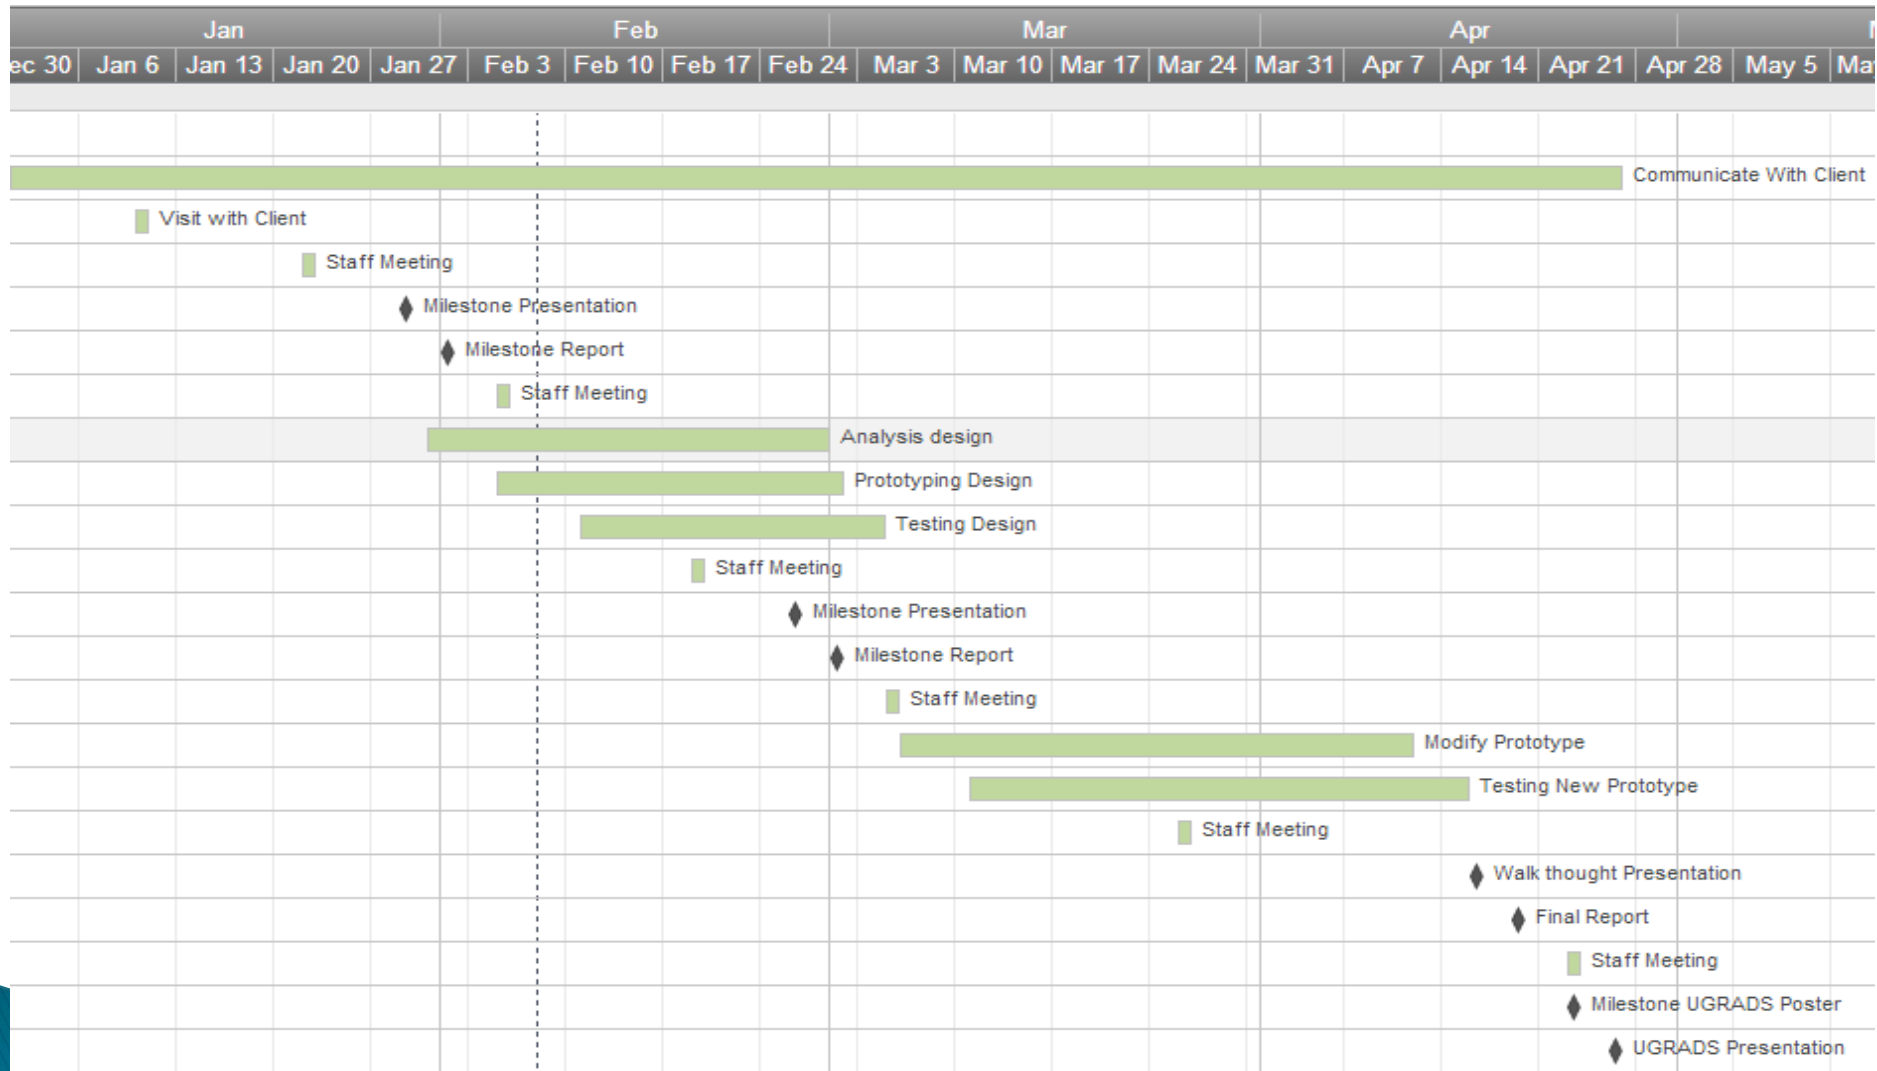 Jan Feb Mar Apr
ec 30 Jan 6 Jan 13 Jan 20 Jan 27 Feb 3 Feb 10 Feb 17 Feb 24 Mar 3 Mar 10 Mar 17 Mar 24 Mar 31 Apr 7 Apr 14 Apr 21 Apr 28 May 5 May
Communicate With Client
Visit with Client
Staff Meeting
Milestone Presentation
Milestone Report
Staff Meeting
Analysis design
Prototyping Design
Testing Design
Staff Meeting
Milestone Presentation
Milestone Report
Staff Meeting
Modify Prototype
Testing New Prototype
Staff Meeting
Walk thought Presentation
Final Report
Staff Meeting
Milestone UGRADS Poster
UGRADS Presentation